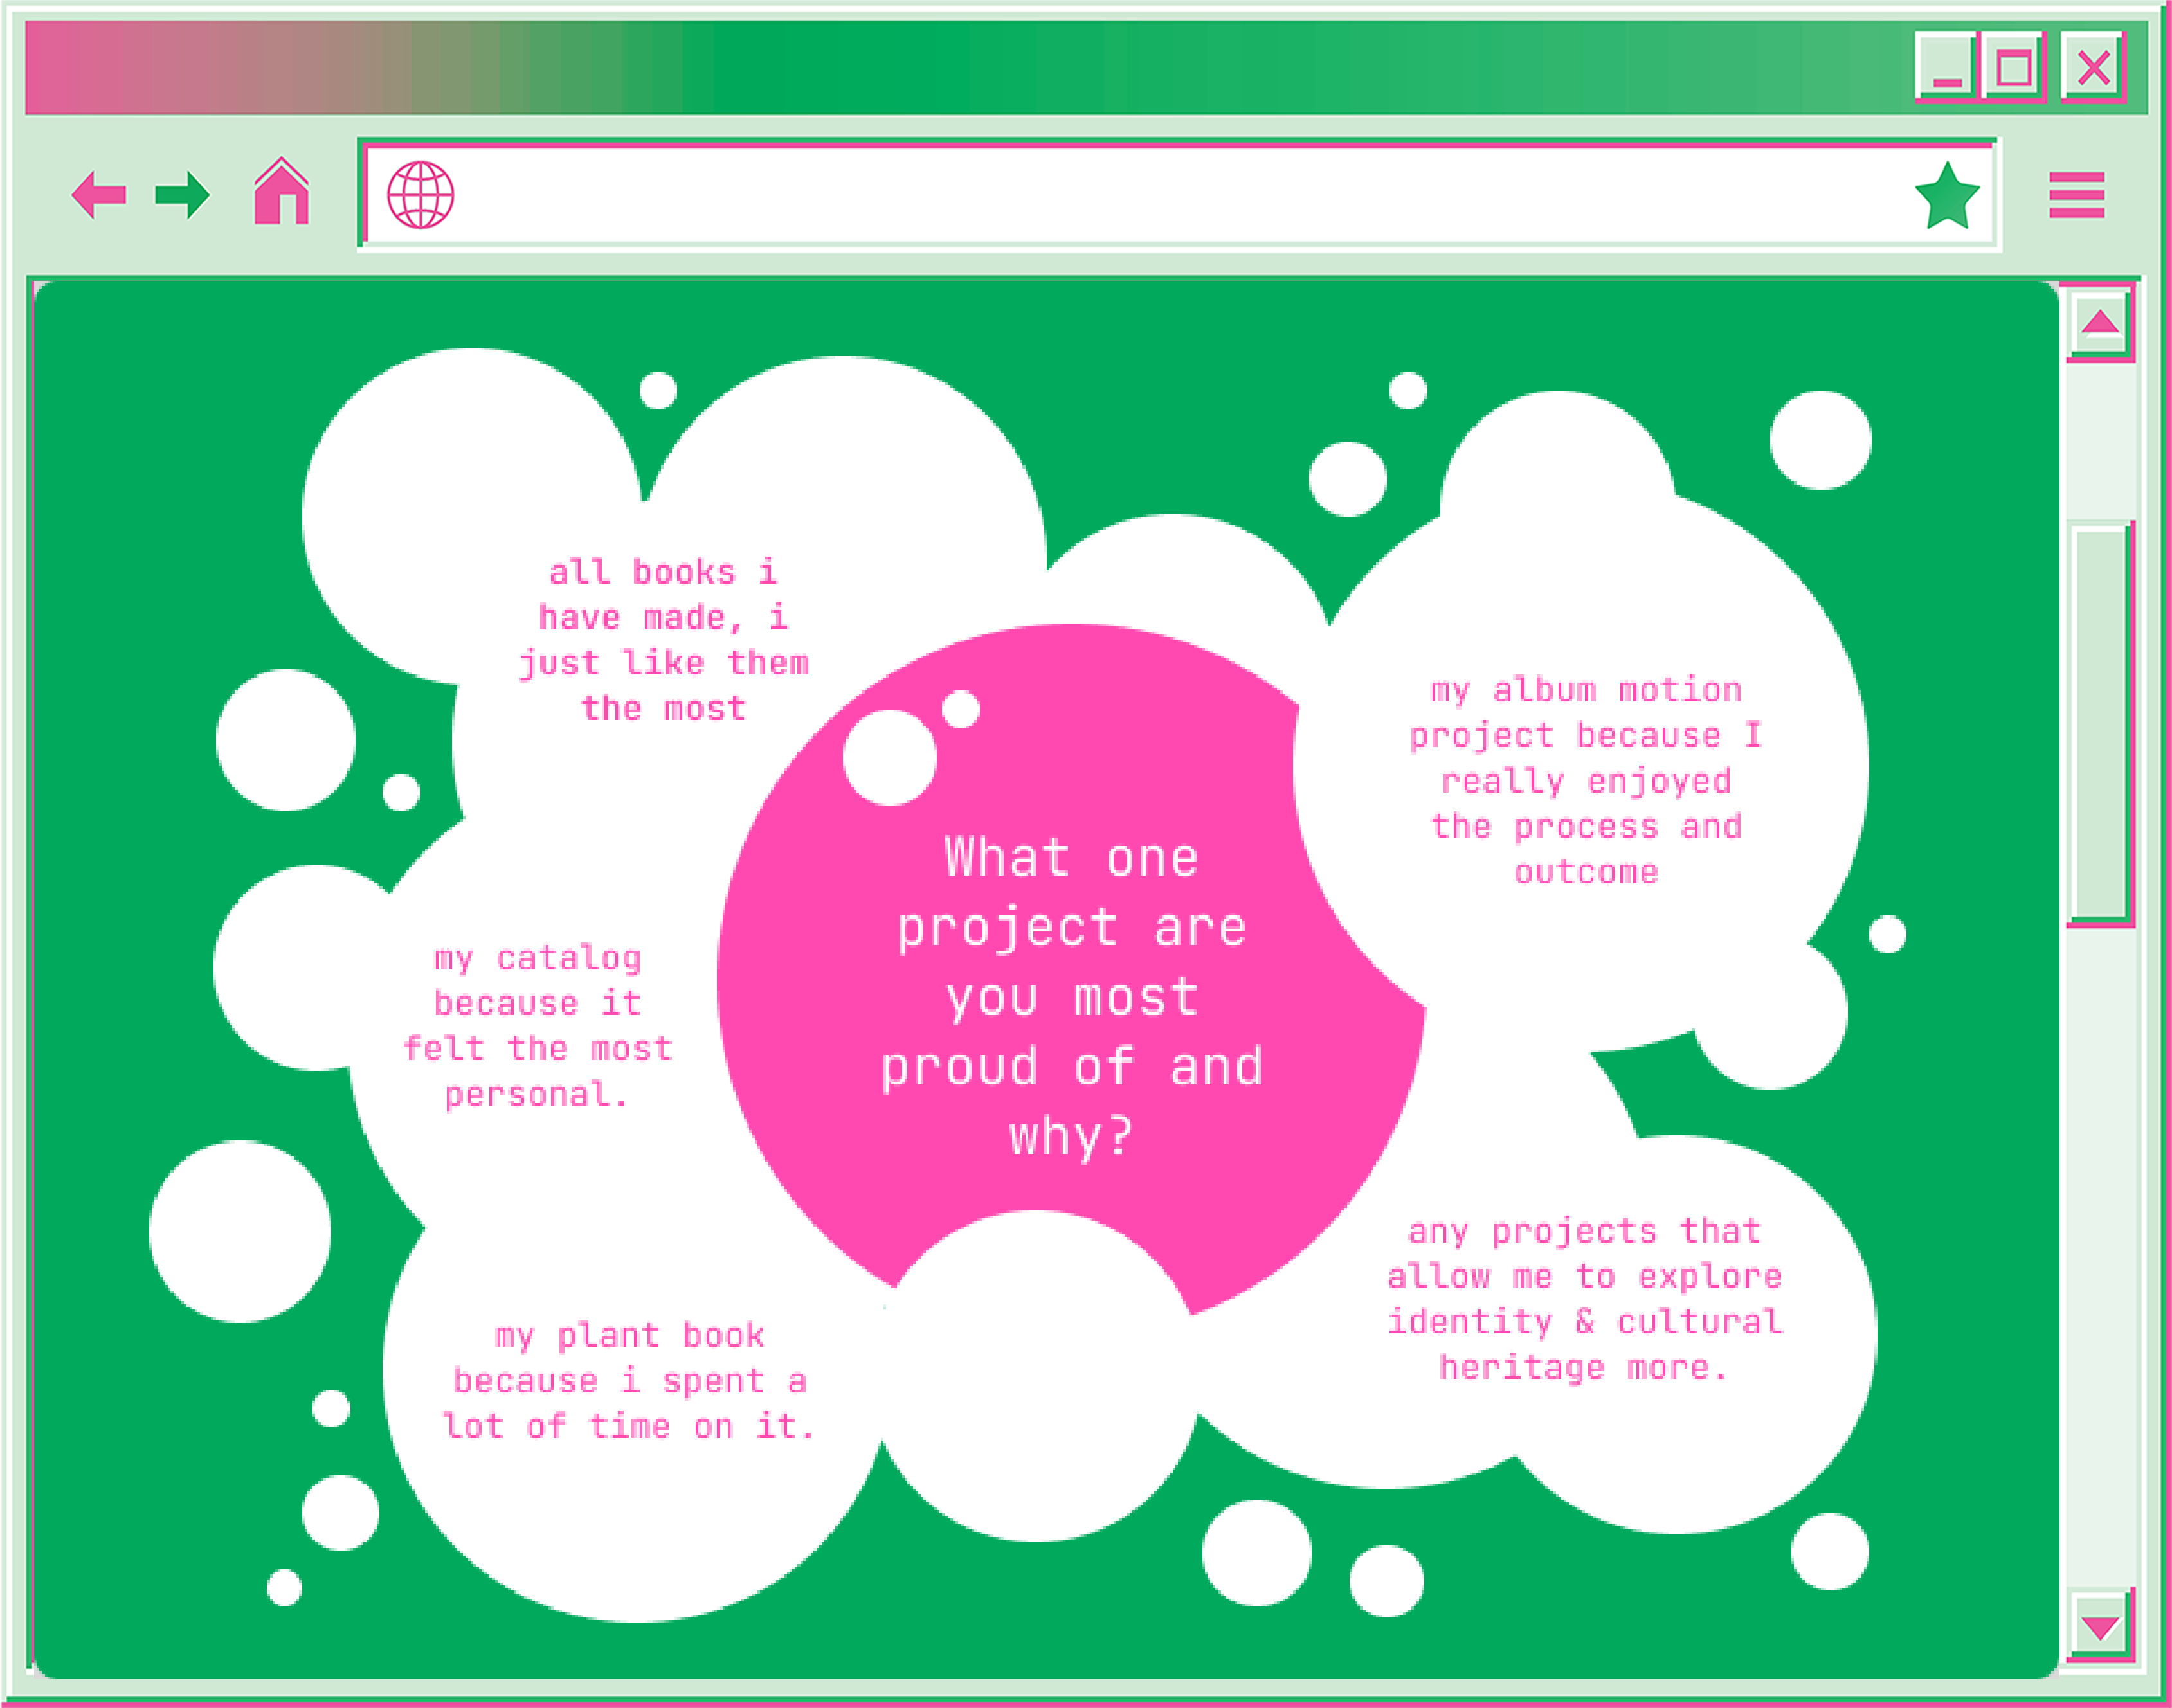 all books i
have made, i
just like them
the most
my album motion
project because I
really enjoyed
the process and
outcome
What one
project are
you most
proud of and
why?
my catalog
because it
felt the most
personal.
any projects that
allow me to explore
identity & cultural
heritage more.
my plant book
because i spent a
lot of time on it.